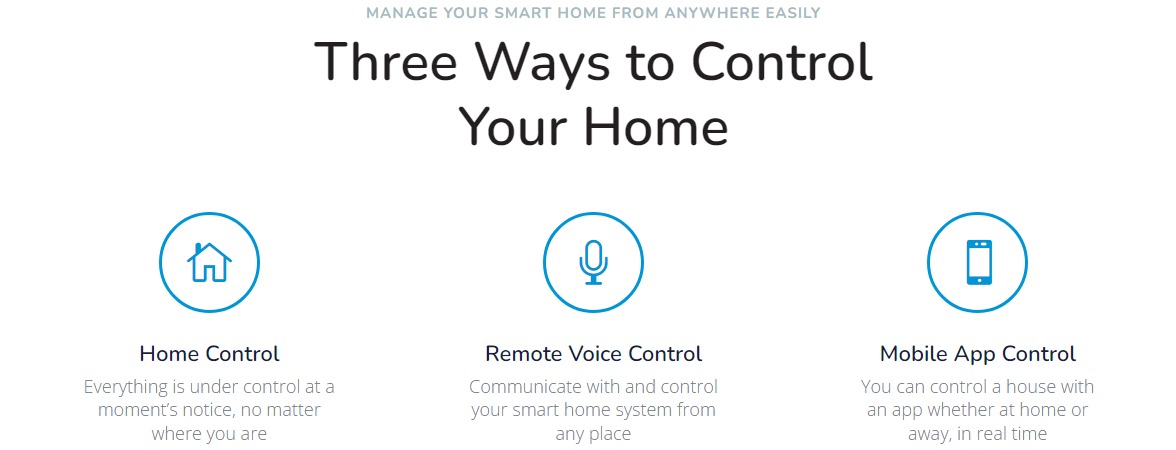 MANAGE YOUR SMART HOME FROM ANYWHERE EASILY
Three Ways to Control
Your Home
Home Control
Everything is under control at a
moment’s notice, no matter
where you are
Remote Voice Control
Communicate with and control
your smart home system from
any place
Mobile App Control
You can control a house with
an app whether at home or
away, in real time